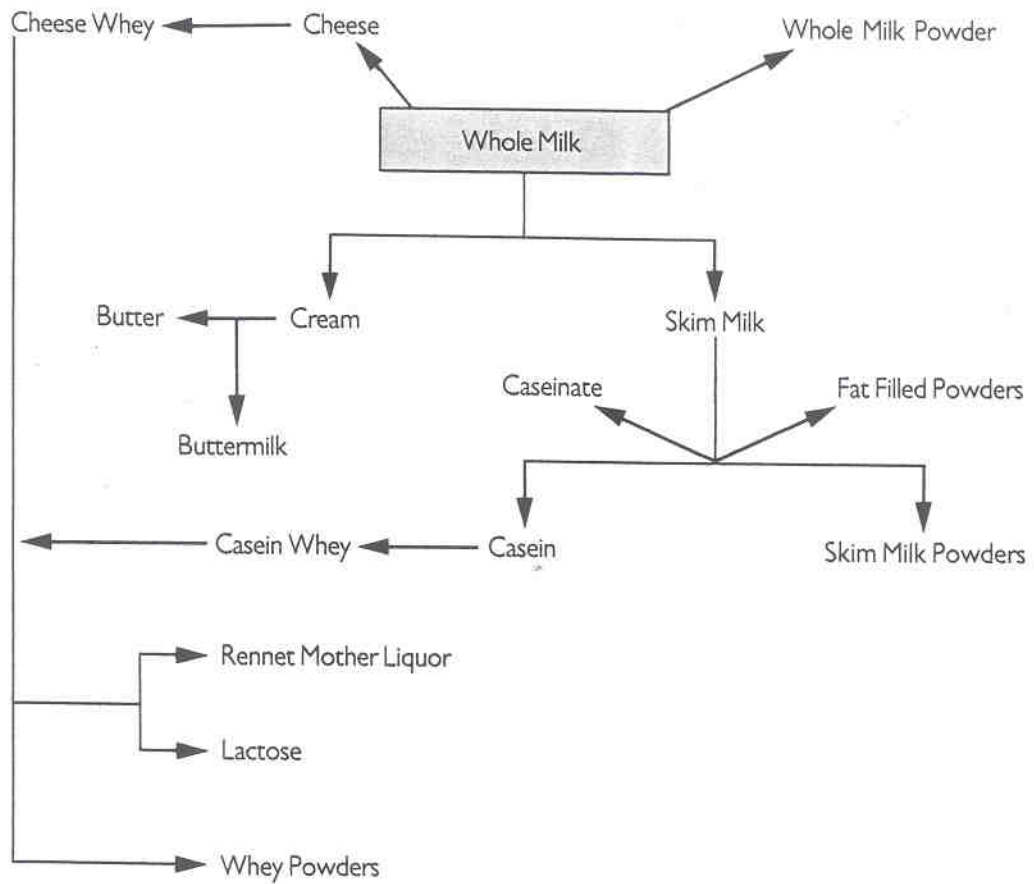 Cheese Whey
Cheese
Whole Milk Powder
Whole Milk
Butter
Cream
Skim Milk
Caseinate
Fat Filled Powders
Buttermilk
Casein Whey
Casein
Skim Milk Powders
Rennet Mother Liquor
Lactose
Whey Powders